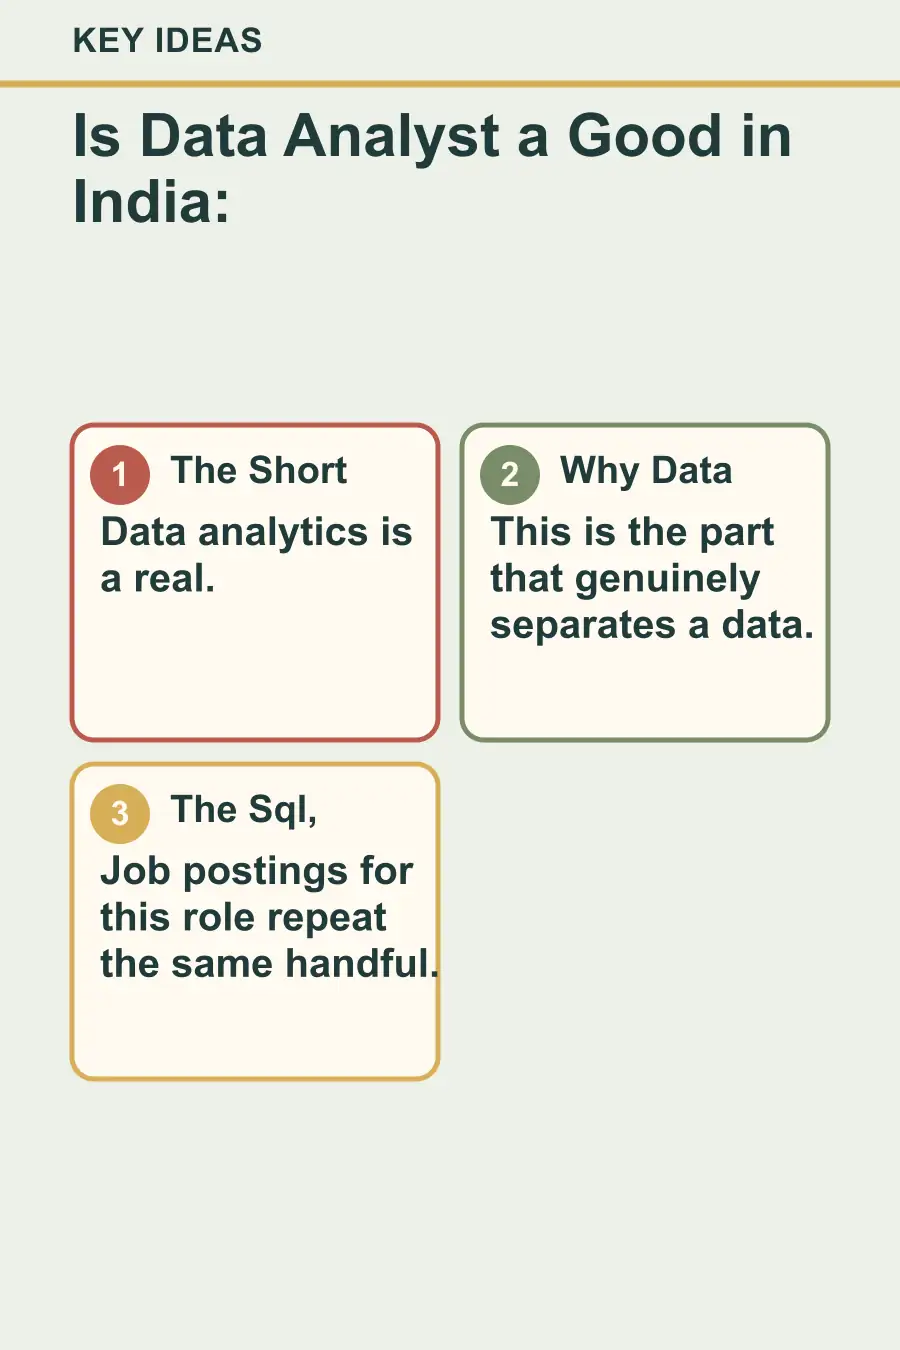 KEY IDEAS
Is Data Analyst a Good in
India:
1 The Short
Data analytics is
a real.
2 Why Data
This is the part
that genuinely
separates a data.
3 The Sql,
Job postings for
this role repeat
the same handful.